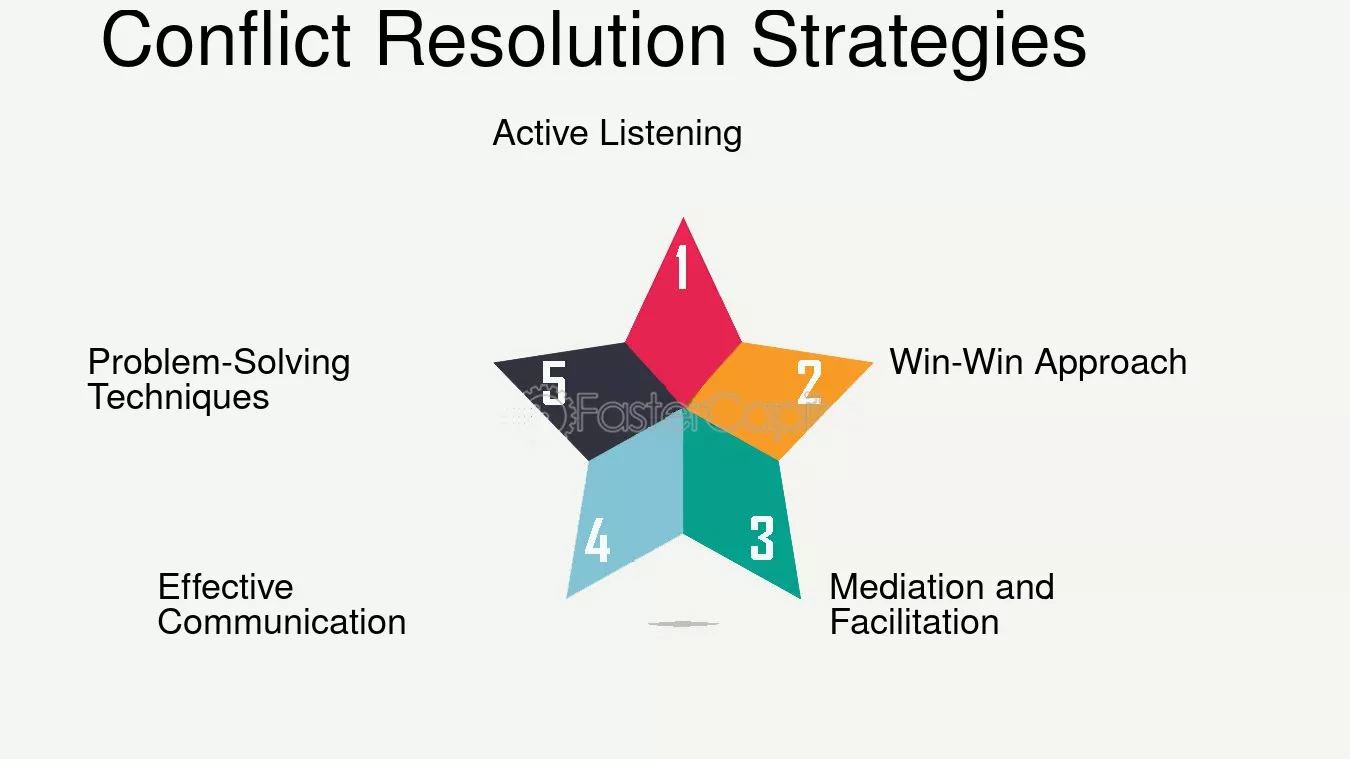 Conflict Resolution Strategies
Active Listening
1
Problem-Solving
Techniques
5
2
Win-Win Approach
4
3
Effective
Communication
Mediation and
Facilitation